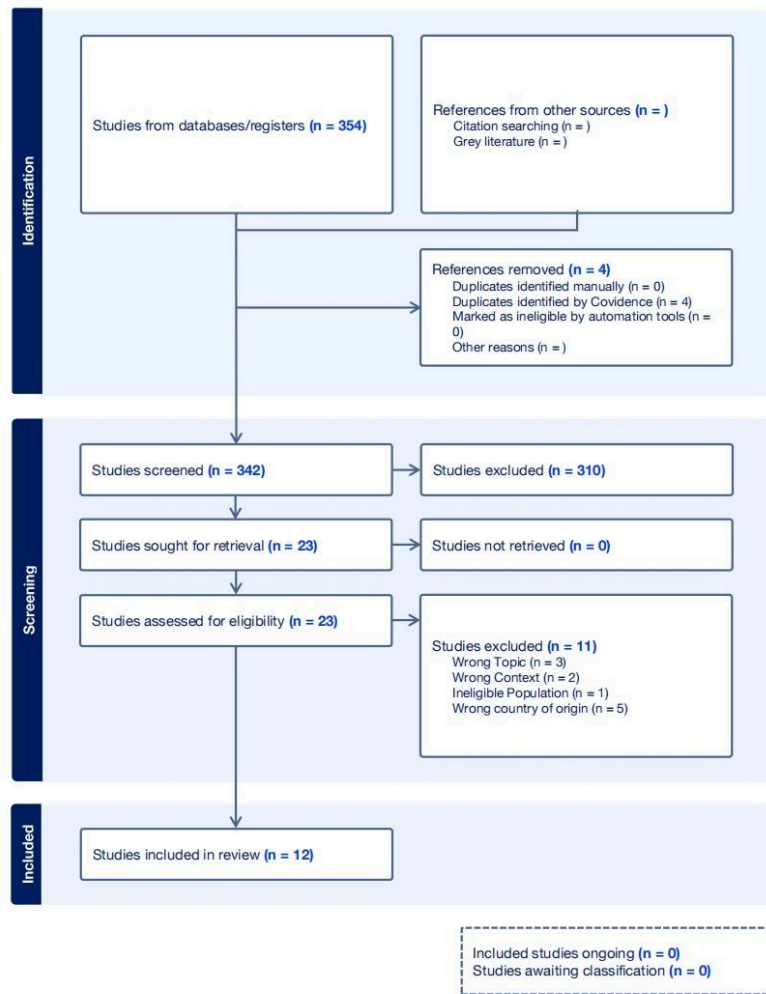 Identification
Studies from databases/registers (n = 354)
References from other sources (n = )
Citation searching (n = )
Grey literature (n = )
References removed (n = 4)
Duplicates identified manually (n = 0)
Duplicates identified by Covidence (n = 4)
Marked as ineligible by automation tools (n =
0)
Other reasons (n = )
Screening
Studies screened (n = 342)
Studies excluded (n = 310)
Studies sought for retrieval (n = 23)
Studies not retrieved (n = 0)
Studies assessed for eligibility (n = 23)
Studies excluded (n = 11)
Wrong Topic (n = 3)
Wrong Context (n = 2)
Ineligible Population (n = 1)
Wrong country of origin (n = 5)
Included
Studies included in review (n = 12)
Included studies ongoing (n = 0)
Studies awaiting classification (n = 0)